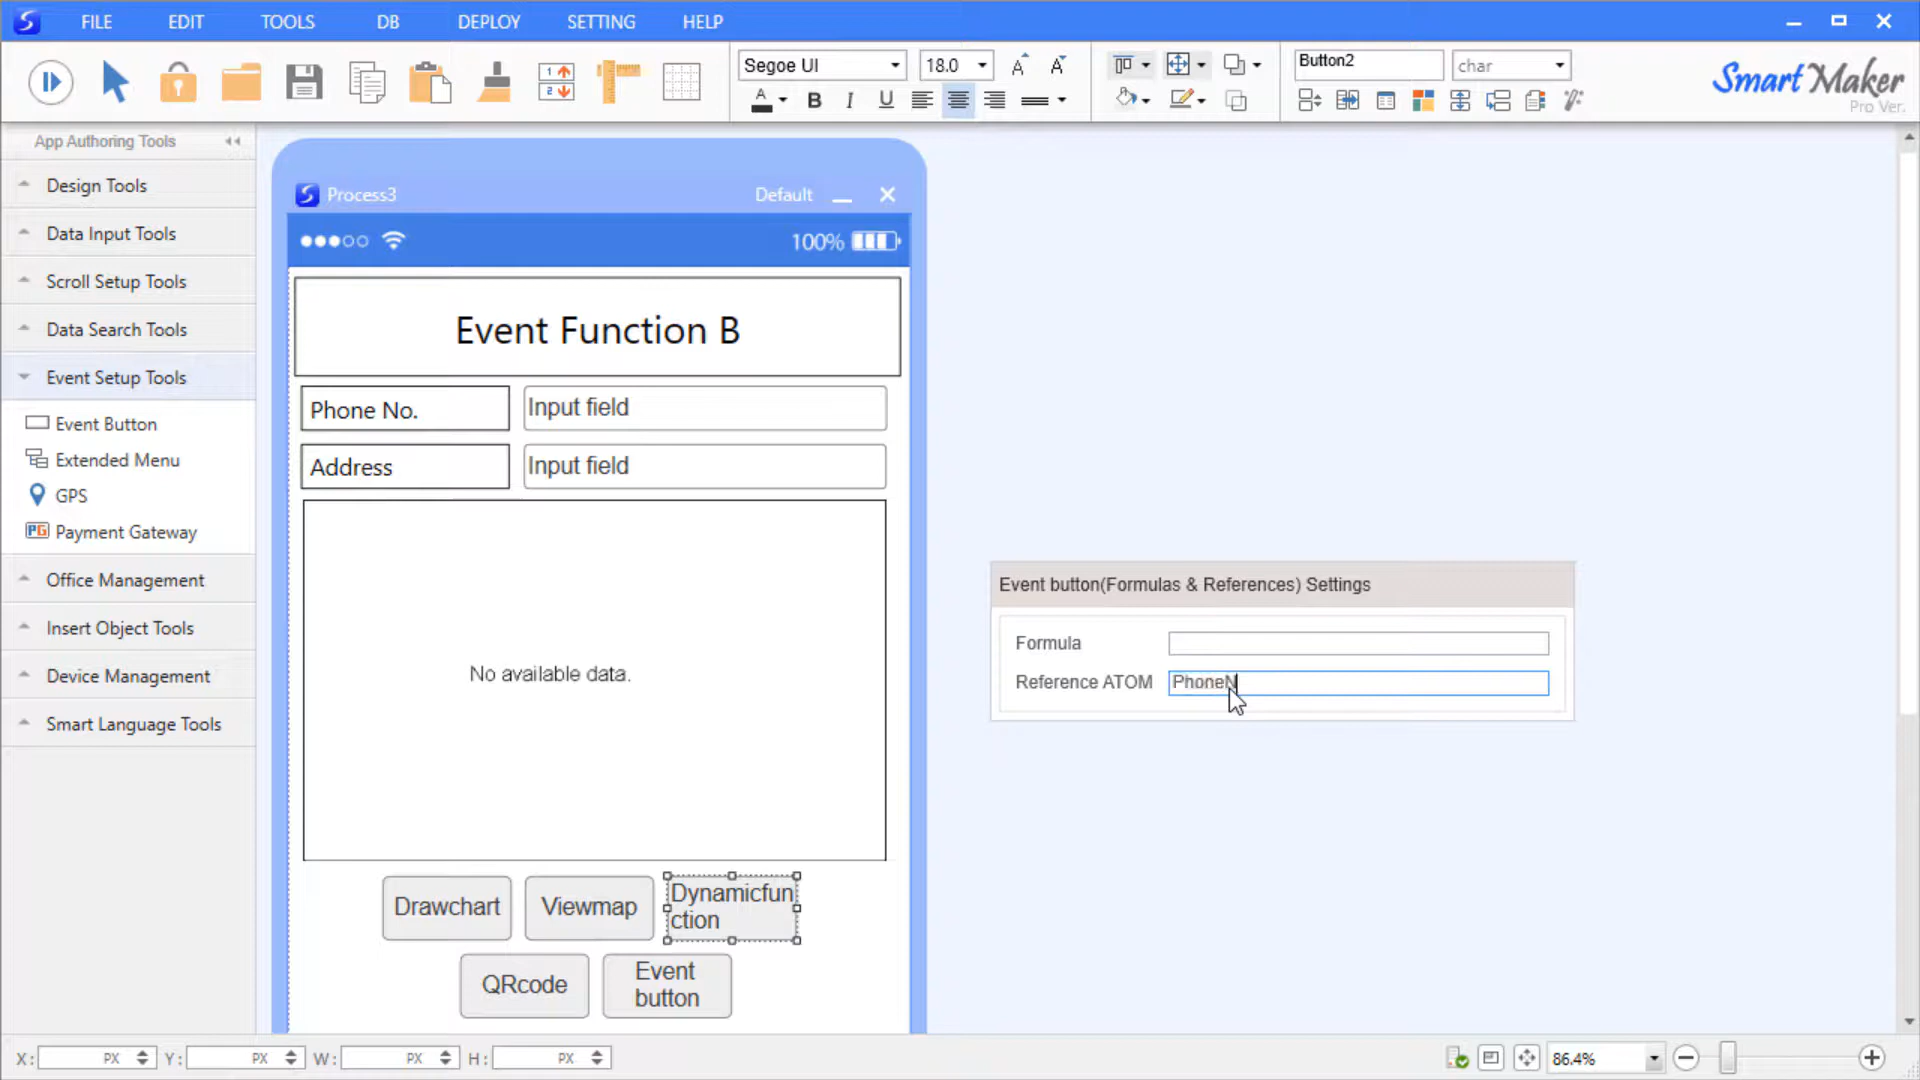 FILE EDIT TOOLS DB DEPLOY SETTING HELP
Segoe UI 18.0 Button2 char
A B I U
Smart Maker
Pro Ver.
App Authoring Tools
Design Tools
Data Input Tools
Scroll Setup Tools
Data Search Tools
Event Setup Tools
Event Button
Extended Menu
GPS
PG Payment Gateway
Office Management
Insert Object Tools
Device Management
Smart Language Tools
Process3 Default
100%
Event Function B
Phone No. Input field
Address Input field
No available data.
Drawchart Viewmap Dynamicfun
ction
QRcode Event
button
Event button(Formulas & References) Settings
Formula
Reference ATOM PhoneN
X: PX Y: PX W: PX H: PX 86.4%